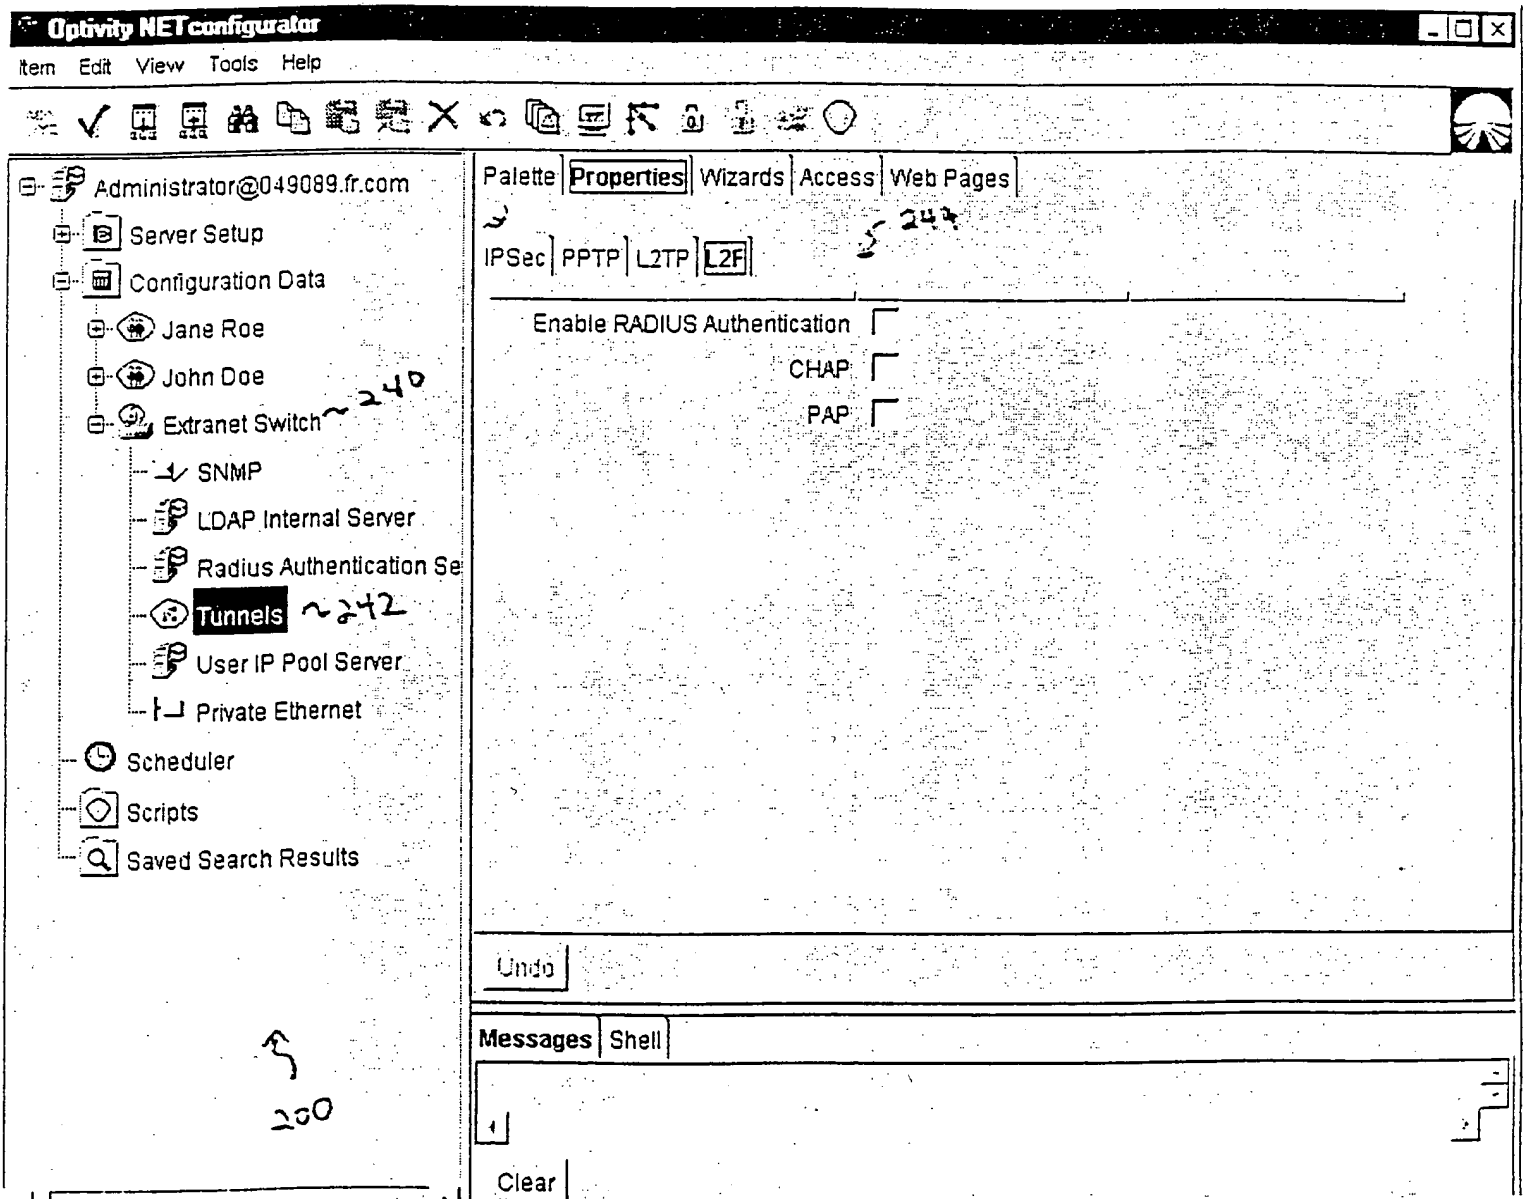 Optivity NETconfigurator
Item Edit View Tools Help
Administrator@049089.fr.com
Server Setup
Configuration Data
Jane Roe
John Doe
Extranet Switch ~ 240
SNMP
LDAP Internal Server
Radius Authentication Se
Tunnels ~ 242
User IP Pool Server
Private Ethernet
Scheduler
Scripts
Saved Search Results
200
Palette Properties Wizards Access Web Pages
IPSec PPTP L2TP L2F
Enable RADIUS Authentication
CHAP
PAP
Undo
Messages Shell
Clear